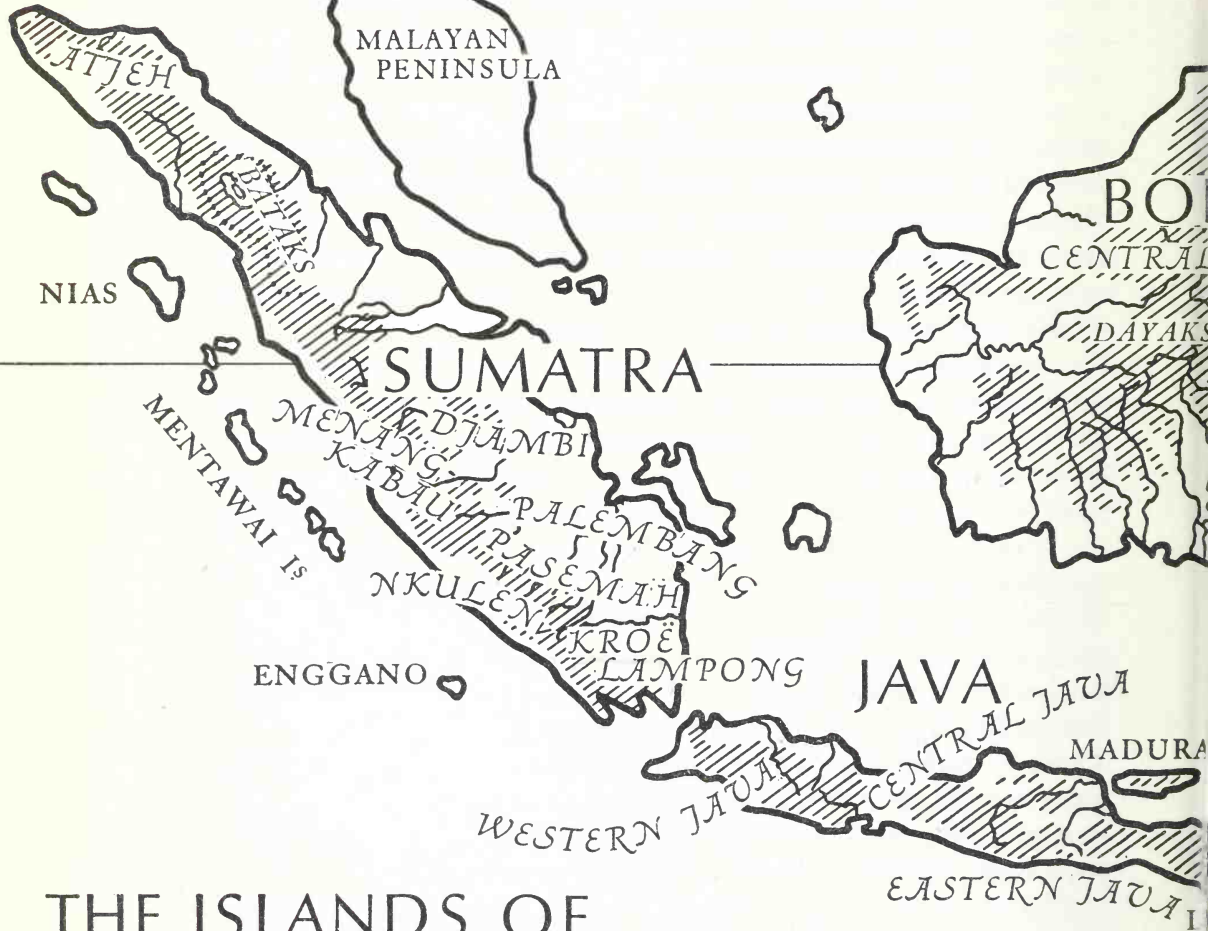 MALAYAN
PENINSULA
ATJEH
BATAKS
NIAS
BO
CENTRAL
DAYAKS
SUMATRA
MENTAWAI Is
MENANG
KABAU
DJAMBI
PALEMBANG
PASEMAH
NKULEN
KROË
LAMPONG
ENGGANO
JAVA
CENTRAL JAVA
MADURA
WESTERN JAVA
EASTERN JAVA
THE ISLANDS OF